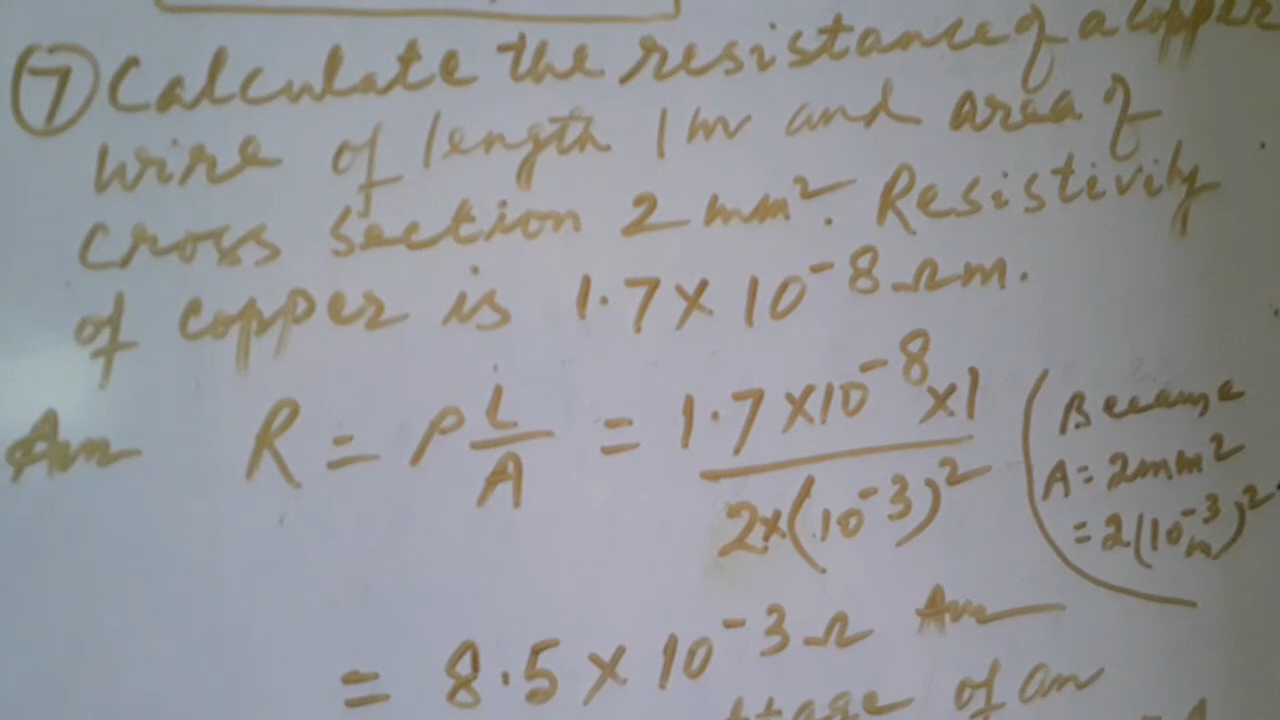 ⑦ Calculate the resistance of a copper
wire of length 1m and area of
cross section 2 mm². Resistivity
of copper is 1.7 × 10⁻⁸ Ωm.
Ans R = ρ L/A = 1.7 × 10⁻⁸ × 1 / 2 × (10⁻³)²
(Because
A = 2mm²
= 2(10⁻³m)²
= 8.5 × 10⁻³ Ω Ans
of an